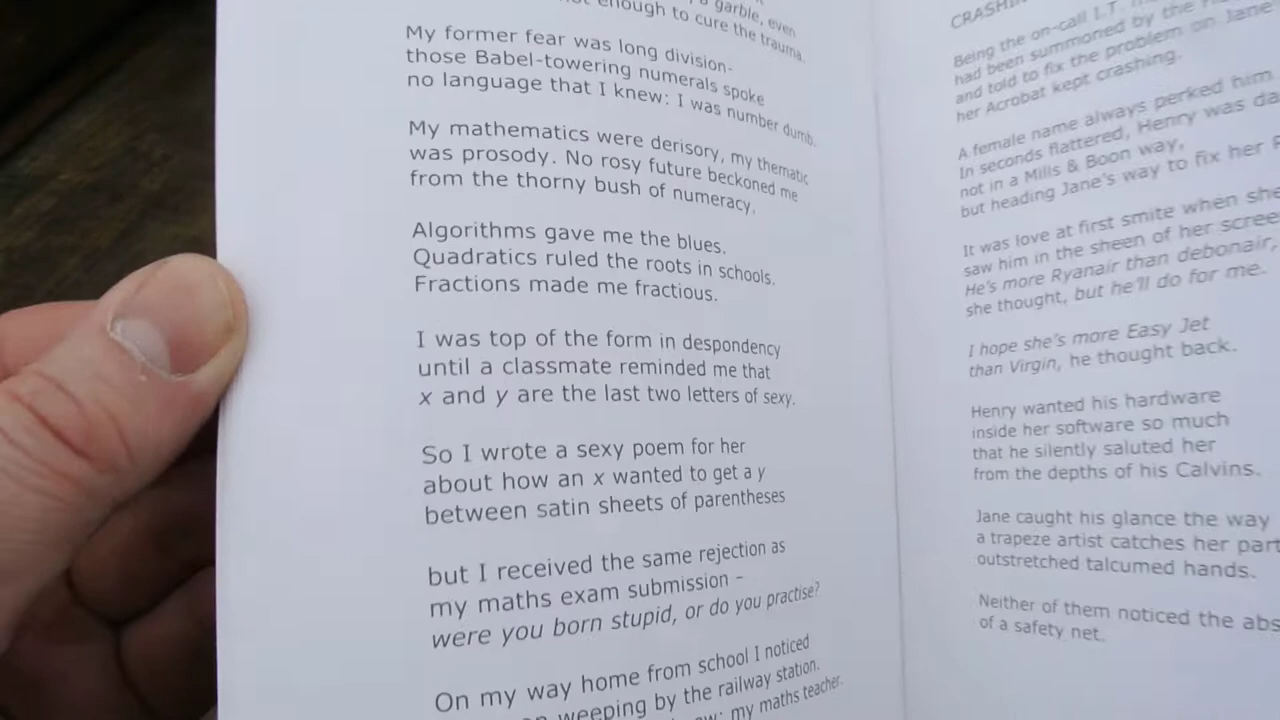 a garble, even
enough to cure the trauma.
My former fear was long division-
those Babel-towering numerals spoke
no language that I knew: I was number dumb.
My mathematics were derisory, my thematic
was prosody. No rosy future beckoned me
from the thorny bush of numeracy.
Algorithms gave me the blues.
Quadratics ruled the roots in schools.
Fractions made me fractious.
I was top of the form in despondency
until a classmate reminded me that
x and y are the last two letters of sexy.
So I wrote a sexy poem for her
about how an x wanted to get a y
between satin sheets of parentheses
but I received the same rejection as
my maths exam submission –
were you born stupid, or do you practise?
On my way home from school I noticed
weeping by the railway station.
my maths teacher.
Being the on-call I.T.
had been summoned by the
and told to fix the problem on Jane
her Acrobat kept crashing.
A female name always perked him
In seconds flattered, Henry was
not in a Mills & Boon way,
but heading Jane's way to fix her
It was love at first smite when she
saw him in the sheen of her
He's more Ryanair than debonair,
she thought, but he'll do for me.
I hope she's more Easy Jet
than Virgin, he thought back.
Henry wanted his hardware
inside her software so much
that he silently saluted her
from the depths of his Calvins.
Jane caught his glance the way
a trapeze artist catches her
outstretched talcumed hands.
Neither of them noticed the
of a safety net.